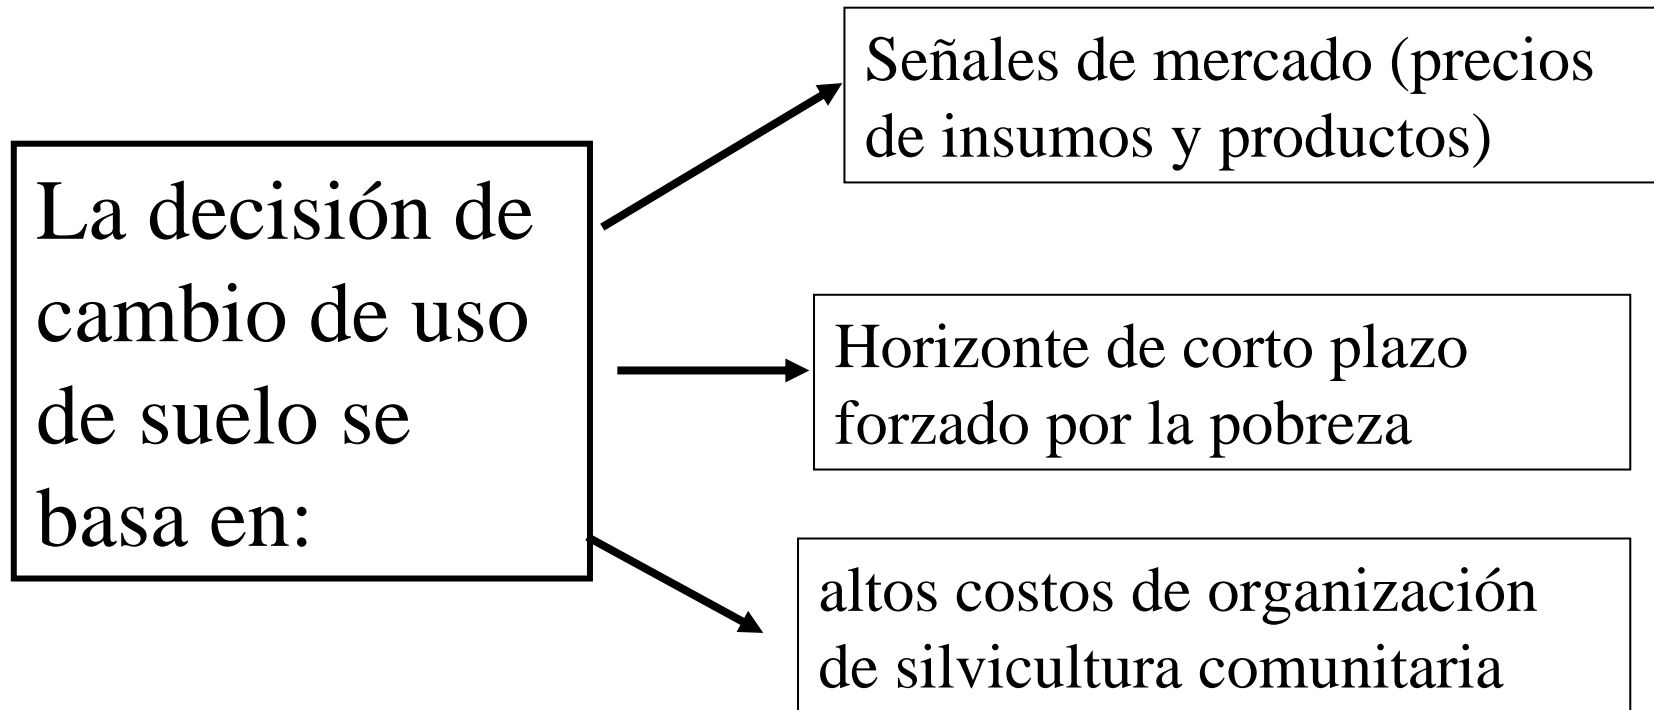 La decisión de
cambio de uso
de suelo se
basa en:
Señales de mercado (precios
de insumos y productos)
Horizonte de corto plazo
forzado por la pobreza
altos costos de organización
de silvicultura comunitaria